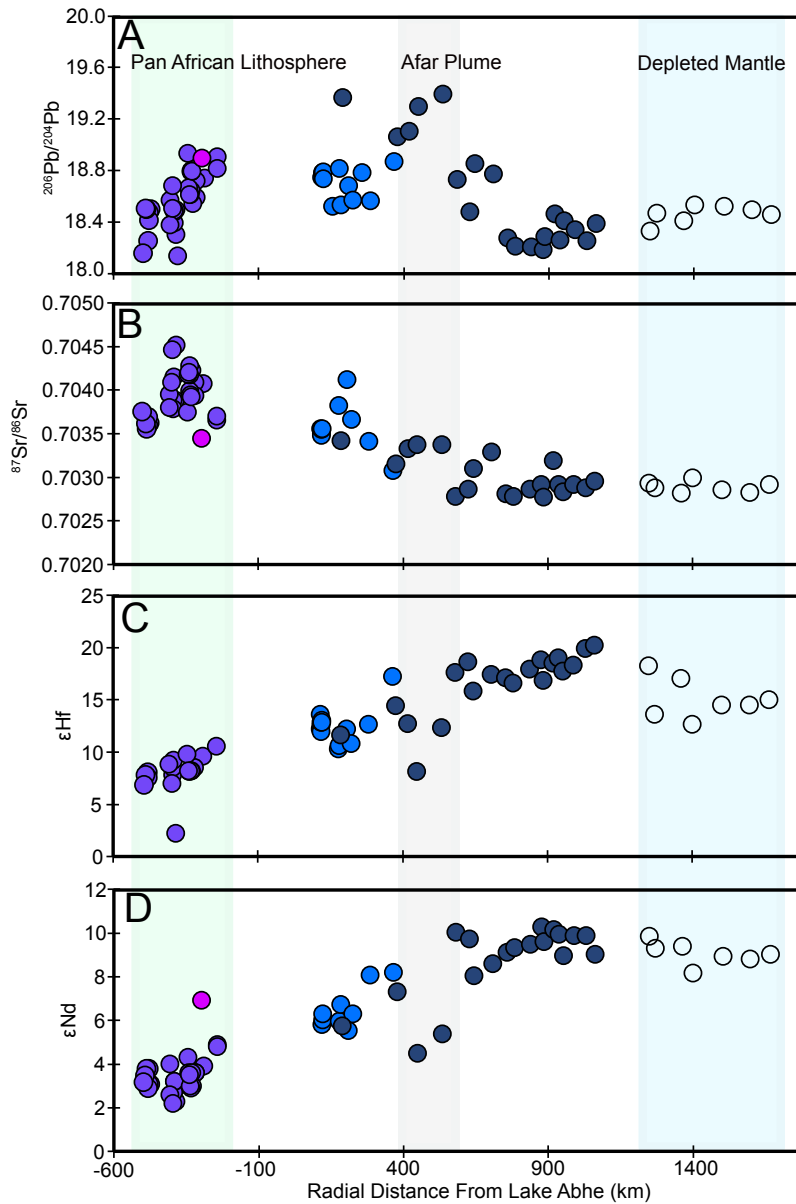 20.0
A
Pan African Lithosphere Afar Plume Depleted Mantle
19.6
19.2
18.8
18.4
18.0
206Pb/204Pb
0.7050
B
0.7045
0.7040
0.7035
0.7030
0.7025
0.7020
87Sr/86Sr
25
C
20
15
10
5
0
εHf
12
D
10
8
6
4
2
0
εNd
-600 -100 400 900 1400
Radial Distance From Lake Abhe (km)